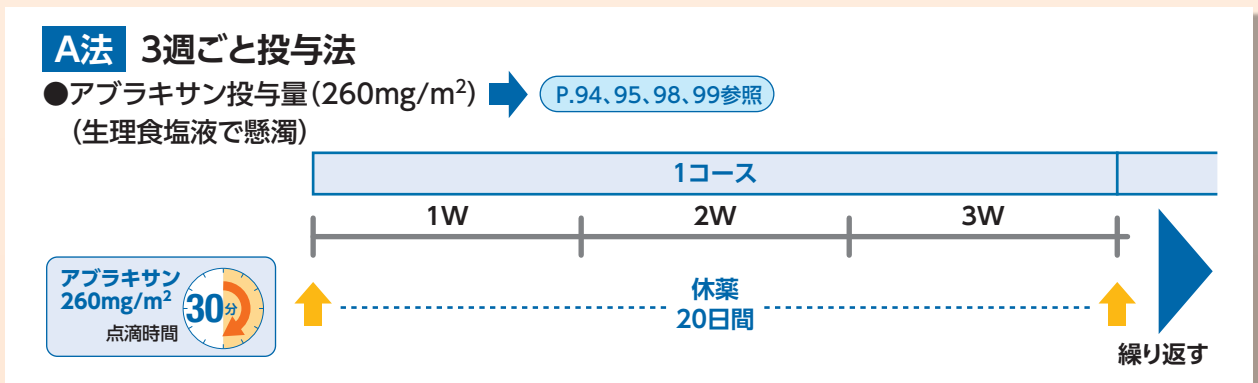 A法 3週ごと投与法
●アブラキサン投与量(260mg/m²) P.94、95、98、99参照
(生理食塩液で懸濁)
1コース
1W 2W 3W
アブラキサン
260mg/m²
点滴時間
30分
休薬
20日間
繰り返す